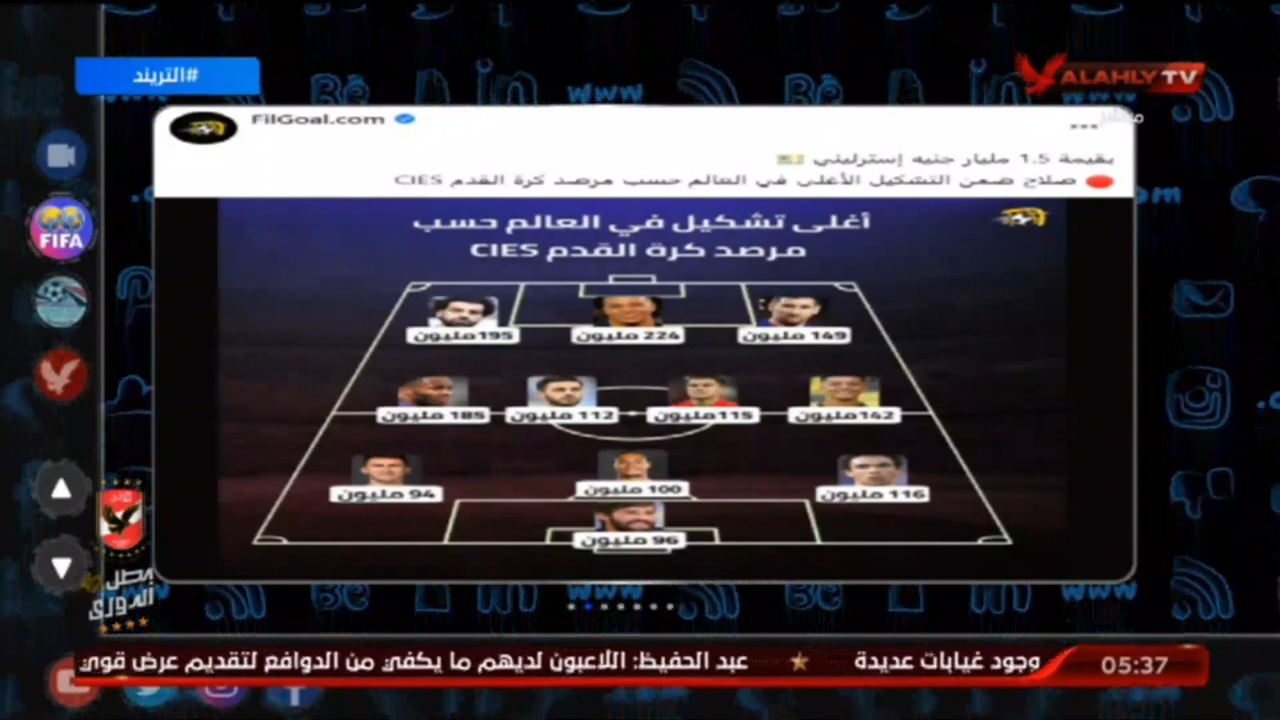 #التريند
ALAHLY TV
مباشر
FilGoal.com
بقيمة 1.5 مليار جنيه إسترليني
صلاح ضمن التشكيل الأغلى في العالم حسب مرصد كرة القدم CIES
أغلى تشكيل في العالم حسب
مرصد كرة القدم CIES
195 مليون
224 مليون
149 مليون
185 مليون
112 مليون
115 مليون
142 مليون
94 مليون
100 مليون
116 مليون
96 مليون
FIFA
بطل
الدوري
وجود غيابات عديدة
عبد الحفيظ: اللاعبون لديهم ما يكفي من الدوافع لتقديم عرض قوي
05:37